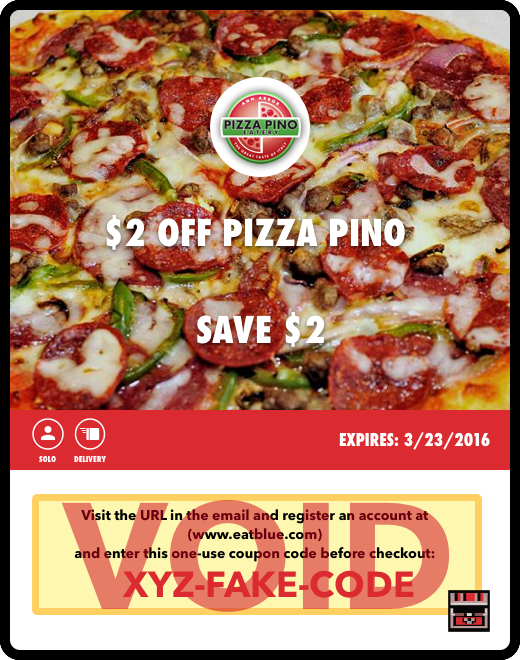 ANN ARBOR
PIZZA PINO
EATERY
THE GREAT TASTE OF ITALY
$2 OFF PIZZA PINO
SAVE $2
SOLO
DELIVERY
EXPIRES: 3/23/2016
VOID
Visit the URL in the email and register an account at
(www.eatblue.com)
and enter this one-use coupon code before checkout:
XYZ-FAKE-CODE